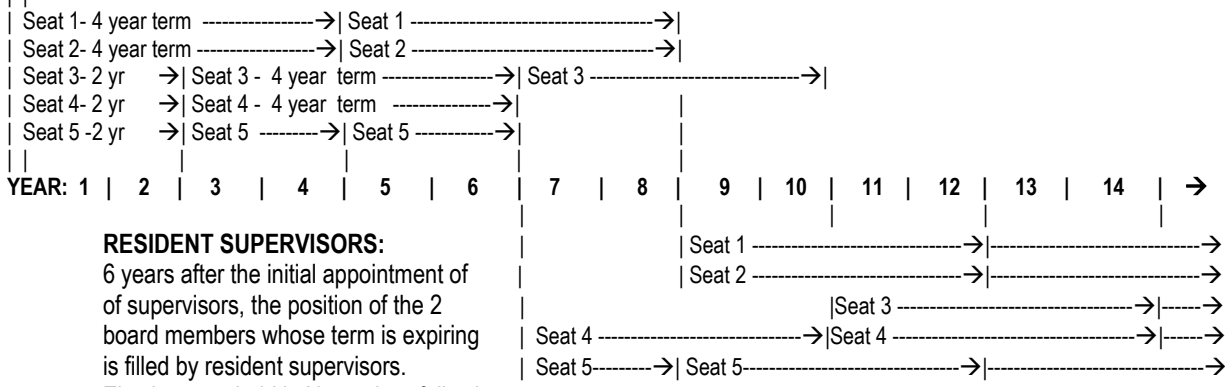 | Seat 1- 4 year term -----------------→| Seat 1 ----------------------------------------→|
| Seat 2- 4 year term ------------------→| Seat 2 ------------------------------------→|
| Seat 3- 2 yr →| Seat 3 - 4 year term -----------------→| Seat 3 --------------------------------→|
| Seat 4- 2 yr →| Seat 4 - 4 year term ---------------→|
| Seat 5 -2 yr →| Seat 5 ---------→| Seat 5 ------------→|
YEAR: 1 | 2 | 3 | 4 | 5 | 6 | 7 | 8 | 9 | 10 | 11 | 12 | 13 | 14 | →
RESIDENT SUPERVISORS: | Seat 1 --------------------------------→|--------------------------------→
6 years after the initial appointment of | Seat 2 --------------------------------→|--------------------------------→
of supervisors, the position of the 2 |Seat 3 ------------------------------------→|------→
board members whose term is expiring | Seat 4 -----------------------------------→|Seat 4 ------------------------------------→|------→
is filled by resident supervisors. | Seat 5---------→| Seat 5---------------------------------→|--------------------------------→